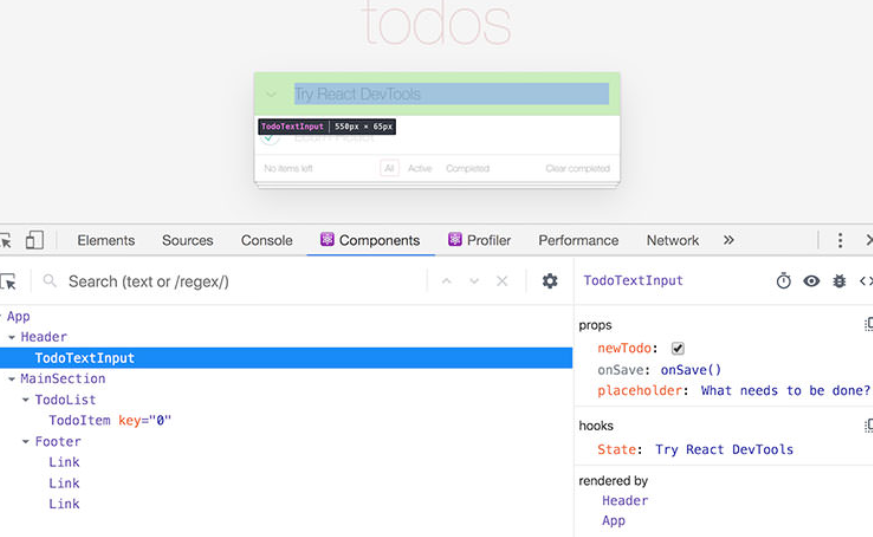 todos
Try React DevTools
TodoTextInput | 550px × 65px
No items left All Active Completed Clear completed
Elements Sources Console Components Profiler Performance Network »
Search (text or /regex/) TodoTextInput
App
Header
TodoTextInput
MainSection
TodoList
TodoItem key="0"
Footer
Link
Link
Link
props
newTodo:
onSave: onSave()
placeholder: What needs to be done?
hooks
State: Try React DevTools
rendered by
Header
App